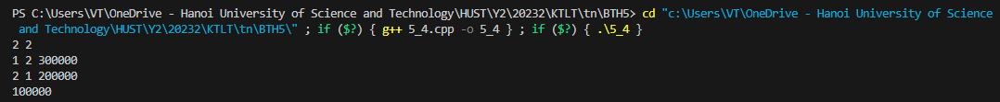 PS C:\Users\VT\OneDrive - Hanoi University of Science and Technology\HUST\Y2\20232\KTLT\tn\BTH5> cd "c:\Users\VT\OneDrive - Hanoi University of Science
and Technology\HUST\Y2\20232\KTLT\tn\BTH5\" ; if ($?) { g++ 5_4.cpp -o 5_4 } ; if ($?) { .\5_4 }
2 2
1 2 300000
2 1 200000
100000